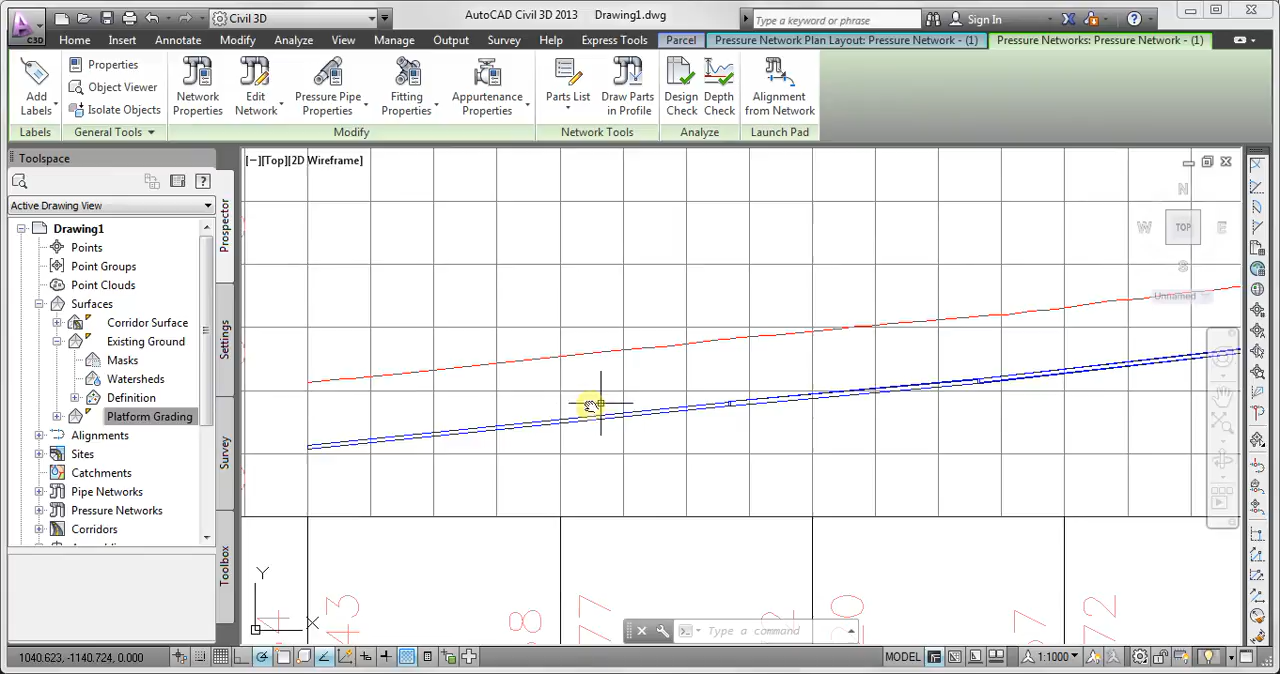 Civil 3D
AutoCAD Civil 3D 2013 Drawing1.dwg
Type a keyword or phrase
Sign In
C3D
Home Insert Annotate Modify Analyze View Manage Output Survey Help Express Tools Parcel Pressure Network Plan Layout: Pressure Network - (1) Pressure Networks: Pressure Network - (1)
Add Labels
Properties
Object Viewer
Isolate Objects
Network Properties
Edit Network
Pressure Pipe Properties
Fitting Properties
Appurtenance Properties
Parts List
Draw Parts in Profile
Design Check
Depth Check
Alignment from Network
Labels General Tools Modify Network Tools Analyze Launch Pad
Toolspace
Active Drawing View
Drawing1
Points
Point Groups
Point Clouds
Surfaces
Corridor Surface
Existing Ground
Masks
Watersheds
Definition
Platform Grading
Alignments
Sites
Catchments
Pipe Networks
Pressure Networks
Corridors
Prospector
Settings
Survey
Toolbox
[−][Top][2D Wireframe]
N
W TOP E
S
Unnamed
Y
X
43
77
Type a command
1040.623, -1140.724, 0.000
MODEL
1:1000